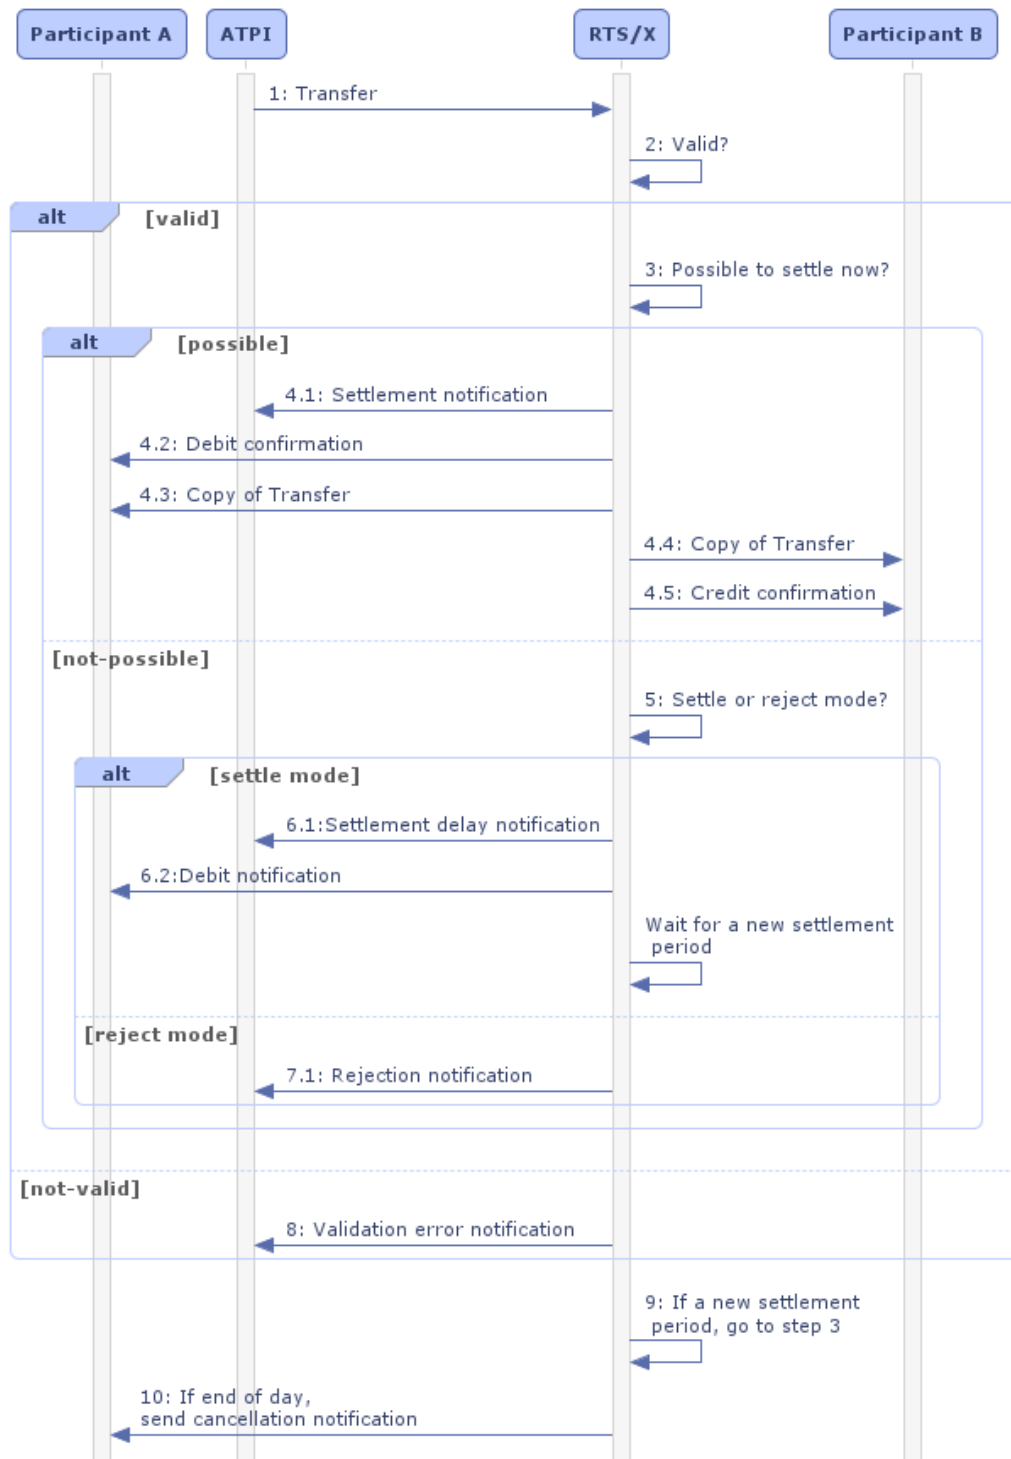 Participant A
ATPI
RTS/X
Participant B
1: Transfer
2: Valid?
alt
[valid]
3: Possible to settle now?
alt
[possible]
4.1: Settlement notification
4.2: Debit confirmation
4.3: Copy of Transfer
4.4: Copy of Transfer
4.5: Credit confirmation
[not-possible]
5: Settle or reject mode?
alt
[settle mode]
6.1:Settlement delay notification
6.2:Debit notification
Wait for a new settlement
period
[reject mode]
7.1: Rejection notification
[not-valid]
8: Validation error notification
9: If a new settlement
period, go to step 3
10: If end of day,
send cancellation notification